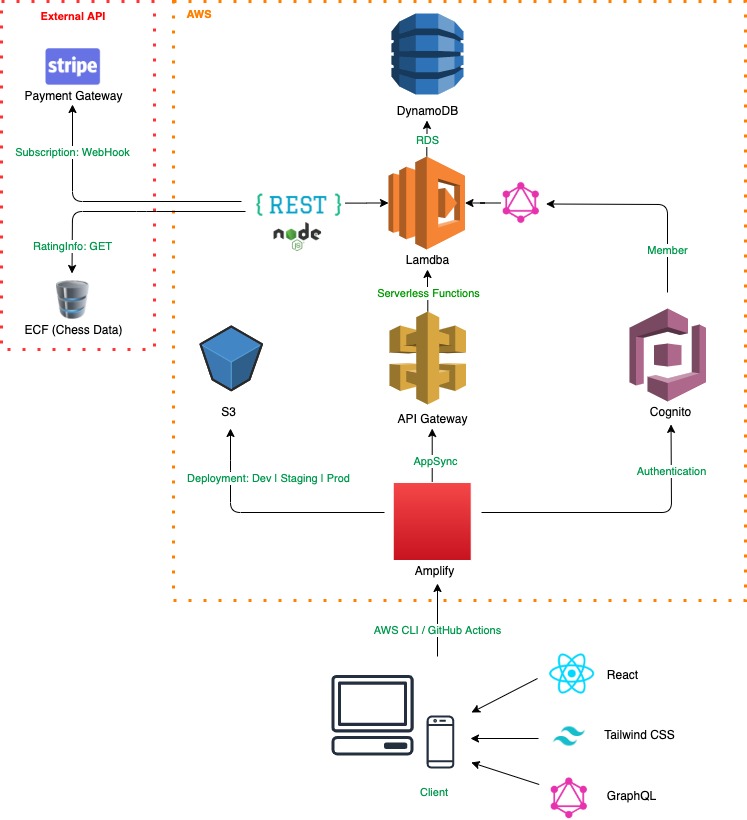 External API
AWS
stripe
Payment Gateway
DynamoDB
Subscription: WebHook
RDS
{ REST }
node
JS
RatingInfo: GET
Lamdba
Member
ECF (Chess Data)
Serverless Functions
S3
API Gateway
Cognito
AppSync
Authentication
Deployment: Dev | Staging | Prod
Amplify
AWS CLI / GitHub Actions
React
Tailwind CSS
Client
GraphQL